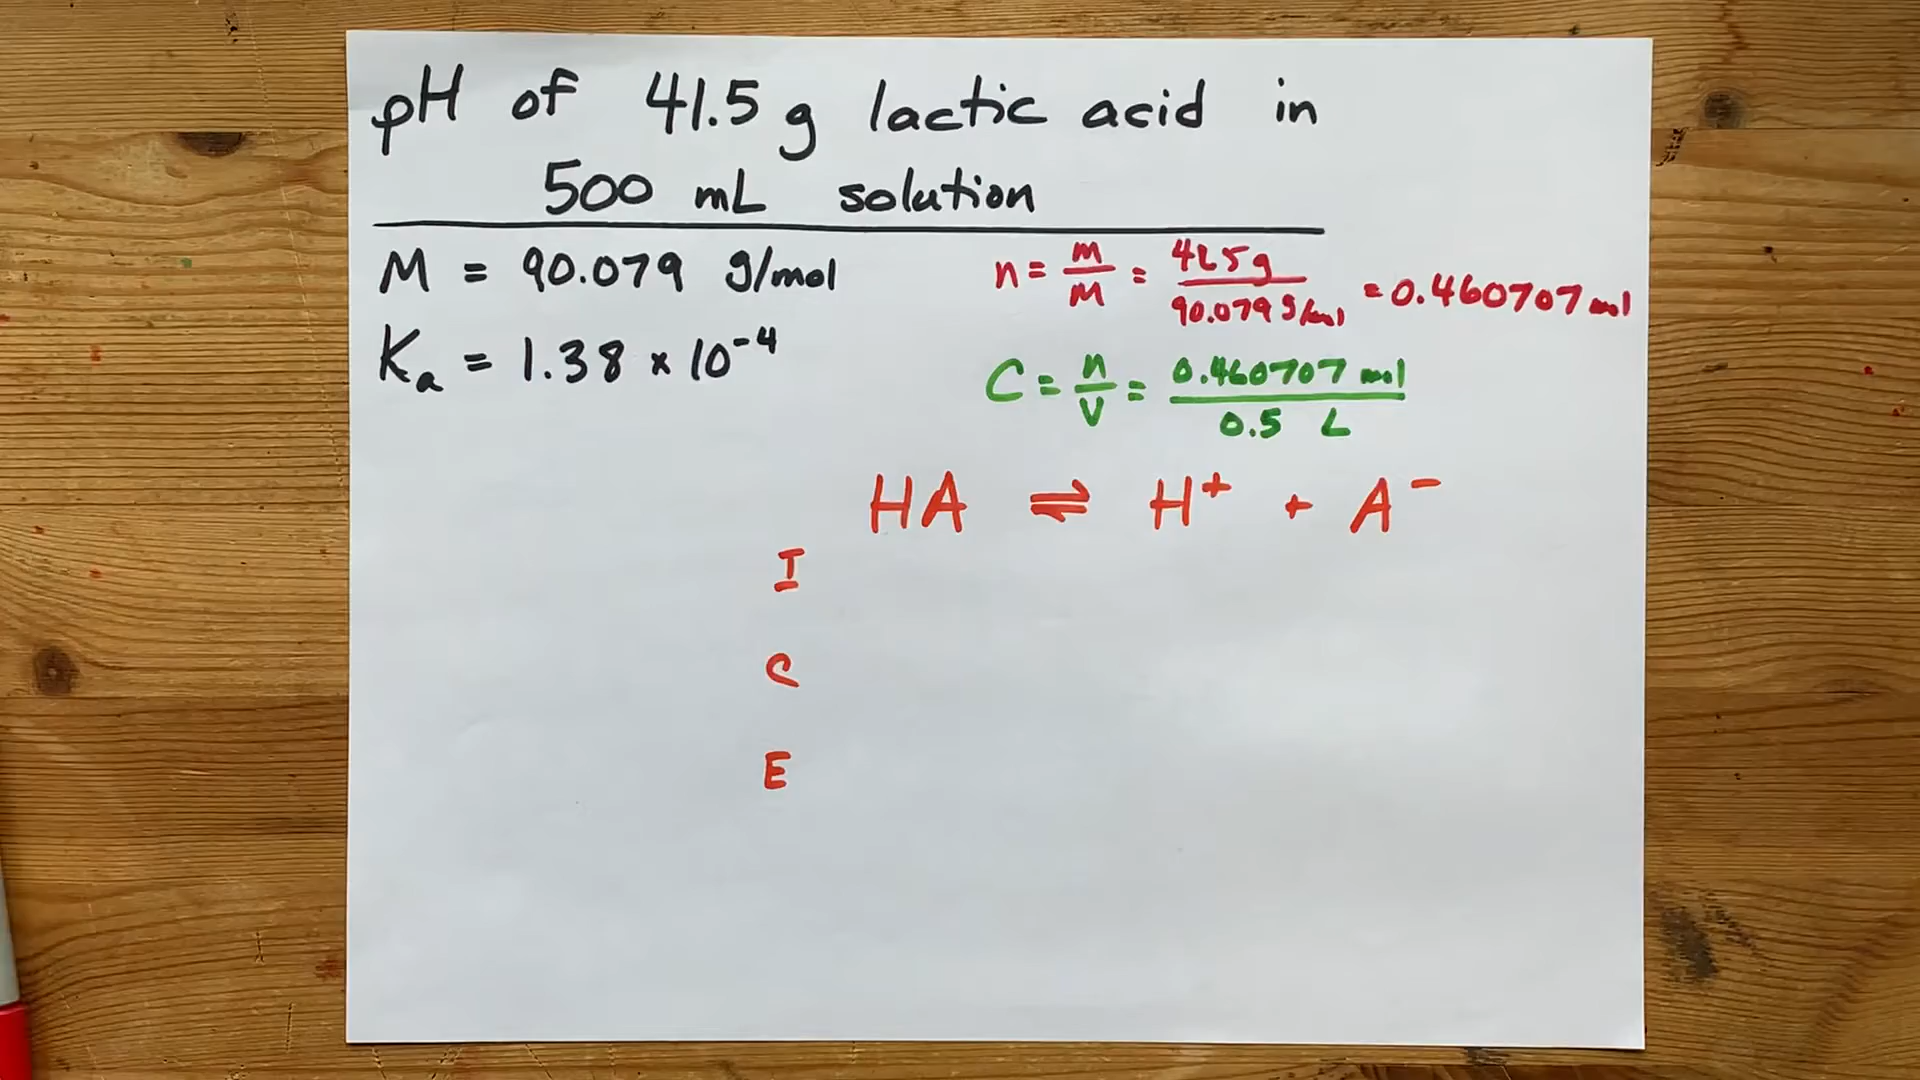 pH of 41.5 g lactic acid in
500 mL solution
M = 90.079 g/mol
n = m/M = 41.5g/90.079 g/mol = 0.460707 mol
Ka = 1.38 × 10⁻⁴
C = n/V = 0.460707 mol/0.5 L
HA ⇌ H⁺ + A⁻
I
C
E